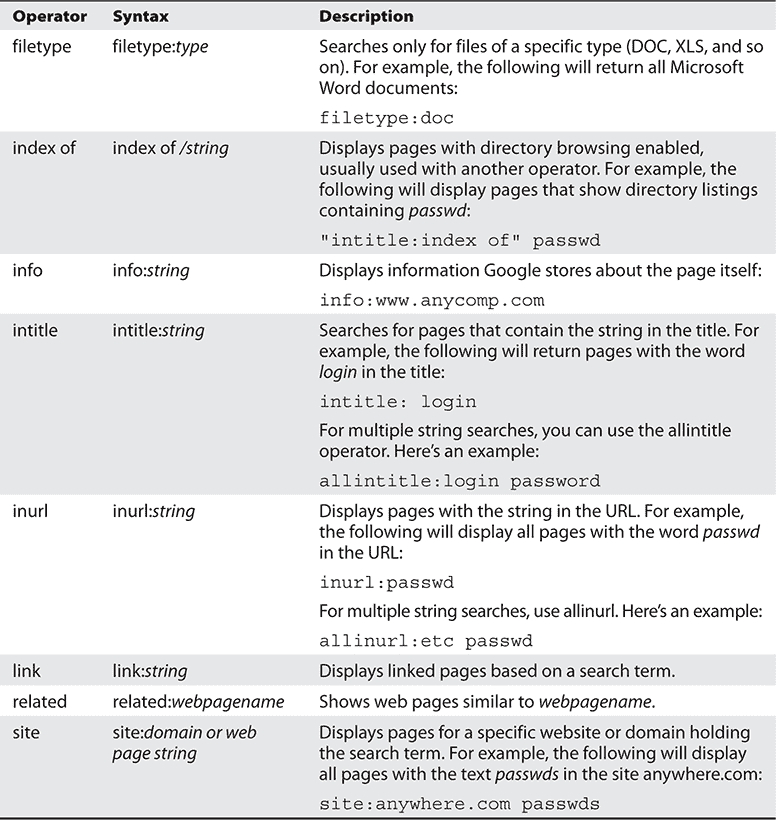 Operator Syntax Description
filetype filetype:type Searches only for files of a specific type (DOC, XLS, and so
on). For example, the following will return all Microsoft
Word documents:
filetype:doc
index of index of /string Displays pages with directory browsing enabled,
usually used with another operator. For example, the
following will display pages that show directory listings
containing passwd:
"intitle:index of" passwd
info info:string Displays information Google stores about the page itself:
info:www.anycomp.com
intitle intitle:string Searches for pages that contain the string in the title. For
example, the following will return pages with the word
login in the title:
intitle: login
For multiple string searches, you can use the allintitle
operator. Here’s an example:
allintitle:login password
inurl inurl:string Displays pages with the string in the URL. For example,
the following will display all pages with the word passwd
in the URL:
inurl:passwd
For multiple string searches, use allinurl. Here’s an example:
allinurl:etc passwd
link link:string Displays linked pages based on a search term.
related related:webpagename Shows web pages similar to webpagename.
site site:domain or web Displays pages for a specific website or domain holding
page string the search term. For example, the following will display
all pages with the text passwds in the site anywhere.com:
site:anywhere.com passwds